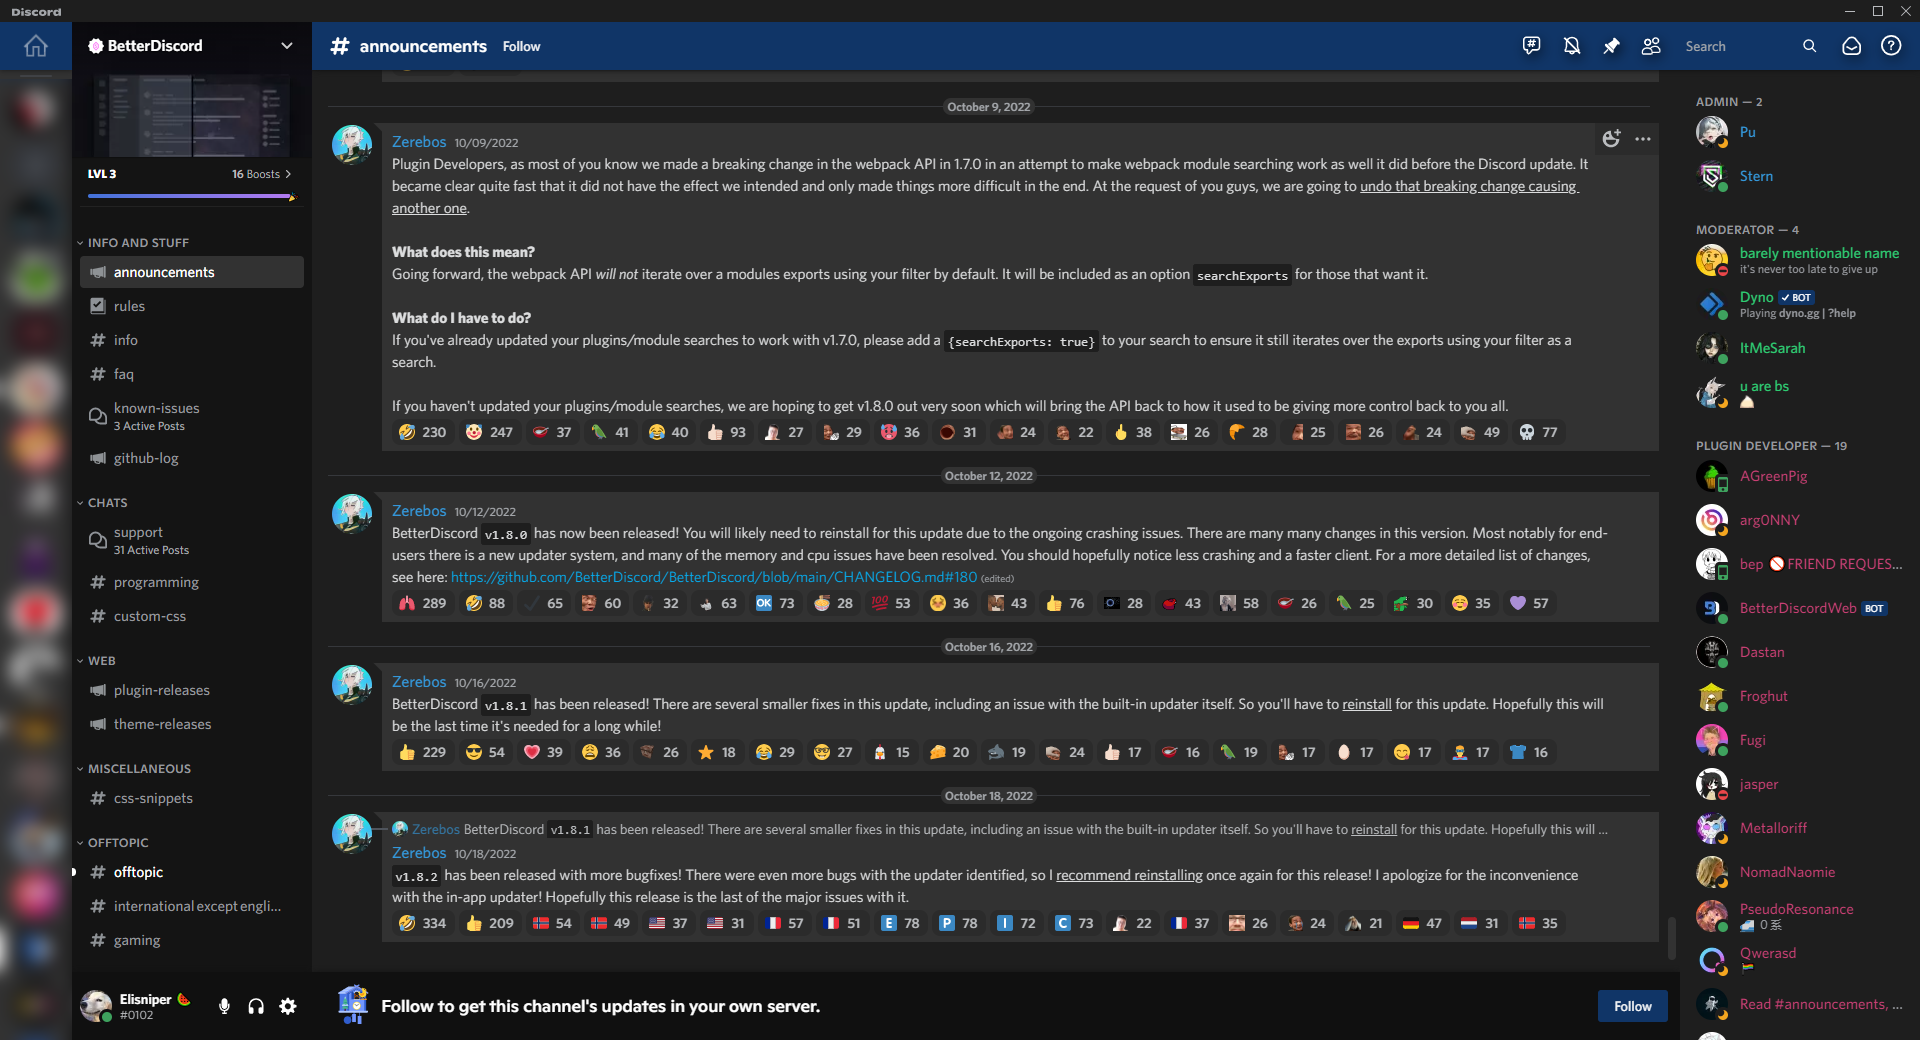 Discord
BetterDiscord
LVL 3
16 Boosts
INFO AND STUFF
announcements
rules
info
faq
known-issues
3 Active Posts
github-log
CHATS
support
31 Active Posts
programming
custom-css
WEB
plugin-releases
theme-releases
MISCELLANEOUS
css-snippets
OFFTOPIC
offtopic
international except engli...
gaming
Elisniper
#0102
announcements
Follow
Search
October 9, 2022
Zerebos 10/09/2022
Plugin Developers, as most of you know we made a breaking change in the webpack API in 1.7.0 in an attempt to make webpack module searching work as well it did before the Discord update. It
became clear quite fast that it did not have the effect we intended and only made things more difficult in the end. At the request of you guys, we are going to undo that breaking change causing
another one.
What does this mean?
Going forward, the webpack API will not iterate over a modules exports using your filter by default. It will be included as an option searchExports for those that want it.
What do I have to do?
If you've already updated your plugins/module searches to work with v1.7.0, please add a {searchExports: true} to your search to ensure it still iterates over the exports using your filter as a
search.
If you haven't updated your plugins/module searches, we are hoping to get v1.8.0 out very soon which will bring the API back to how it used to be giving more control back to you all.
230 247 37 41 40 93 27 29 36 31 24 22 38 26 28 25 26 24 49 77
October 12, 2022
Zerebos 10/12/2022
BetterDiscord v1.8.0 has now been released! You will likely need to reinstall for this update due to the ongoing crashing issues. There are many many changes in this version. Most notably for end-
users there is a new updater system, and many of the memory and cpu issues have been resolved. You should hopefully notice less crashing and a faster client. For a more detailed list of changes,
see here: https://github.com/BetterDiscord/BetterDiscord/blob/main/CHANGELOG.md#180 (edited)
289 88 65 60 32 63 OK 73 28 100 53 36 43 76 28 43 58 26 25 30 35 57
October 16, 2022
Zerebos 10/16/2022
BetterDiscord v1.8.1 has been released! There are several smaller fixes in this update, including an issue with the built-in updater itself. So you'll have to reinstall for this update. Hopefully this will
be the last time it's needed for a long while!
229 54 39 36 26 18 29 27 15 20 19 24 17 16 19 17 17 17 17 16
October 18, 2022
Zerebos BetterDiscord v1.8.1 has been released! There are several smaller fixes in this update, including an issue with the built-in updater itself. So you'll have to reinstall for this update. Hopefully this will ...
Zerebos 10/18/2022
v1.8.2 has been released with more bugfixes! There were even more bugs with the updater identified, so I recommend reinstalling once again for this release! I apologize for the inconvenience
with the in-app updater! Hopefully this release is the last of the major issues with it.
334 209 54 49 37 31 57 51 E 78 P 78 I 72 C 73 22 37 26 24 21 47 31 35
Follow to get this channel's updates in your own server.
Follow
ADMIN — 2
Pu
Stern
MODERATOR — 4
barely mentionable name
it's never too late to give up
Dyno BOT
Playing dyno.gg | ?help
ItMeSarah
u are bs
PLUGIN DEVELOPER — 19
AGreenPig
arg0NNY
bep FRIEND REQUES...
BetterDiscordWeb BOT
Dastan
Froghut
Fugi
jasper
Metalloriff
NomadNaomie
PseudoResonance
0系
Qwerasd
Read #announcements, ...